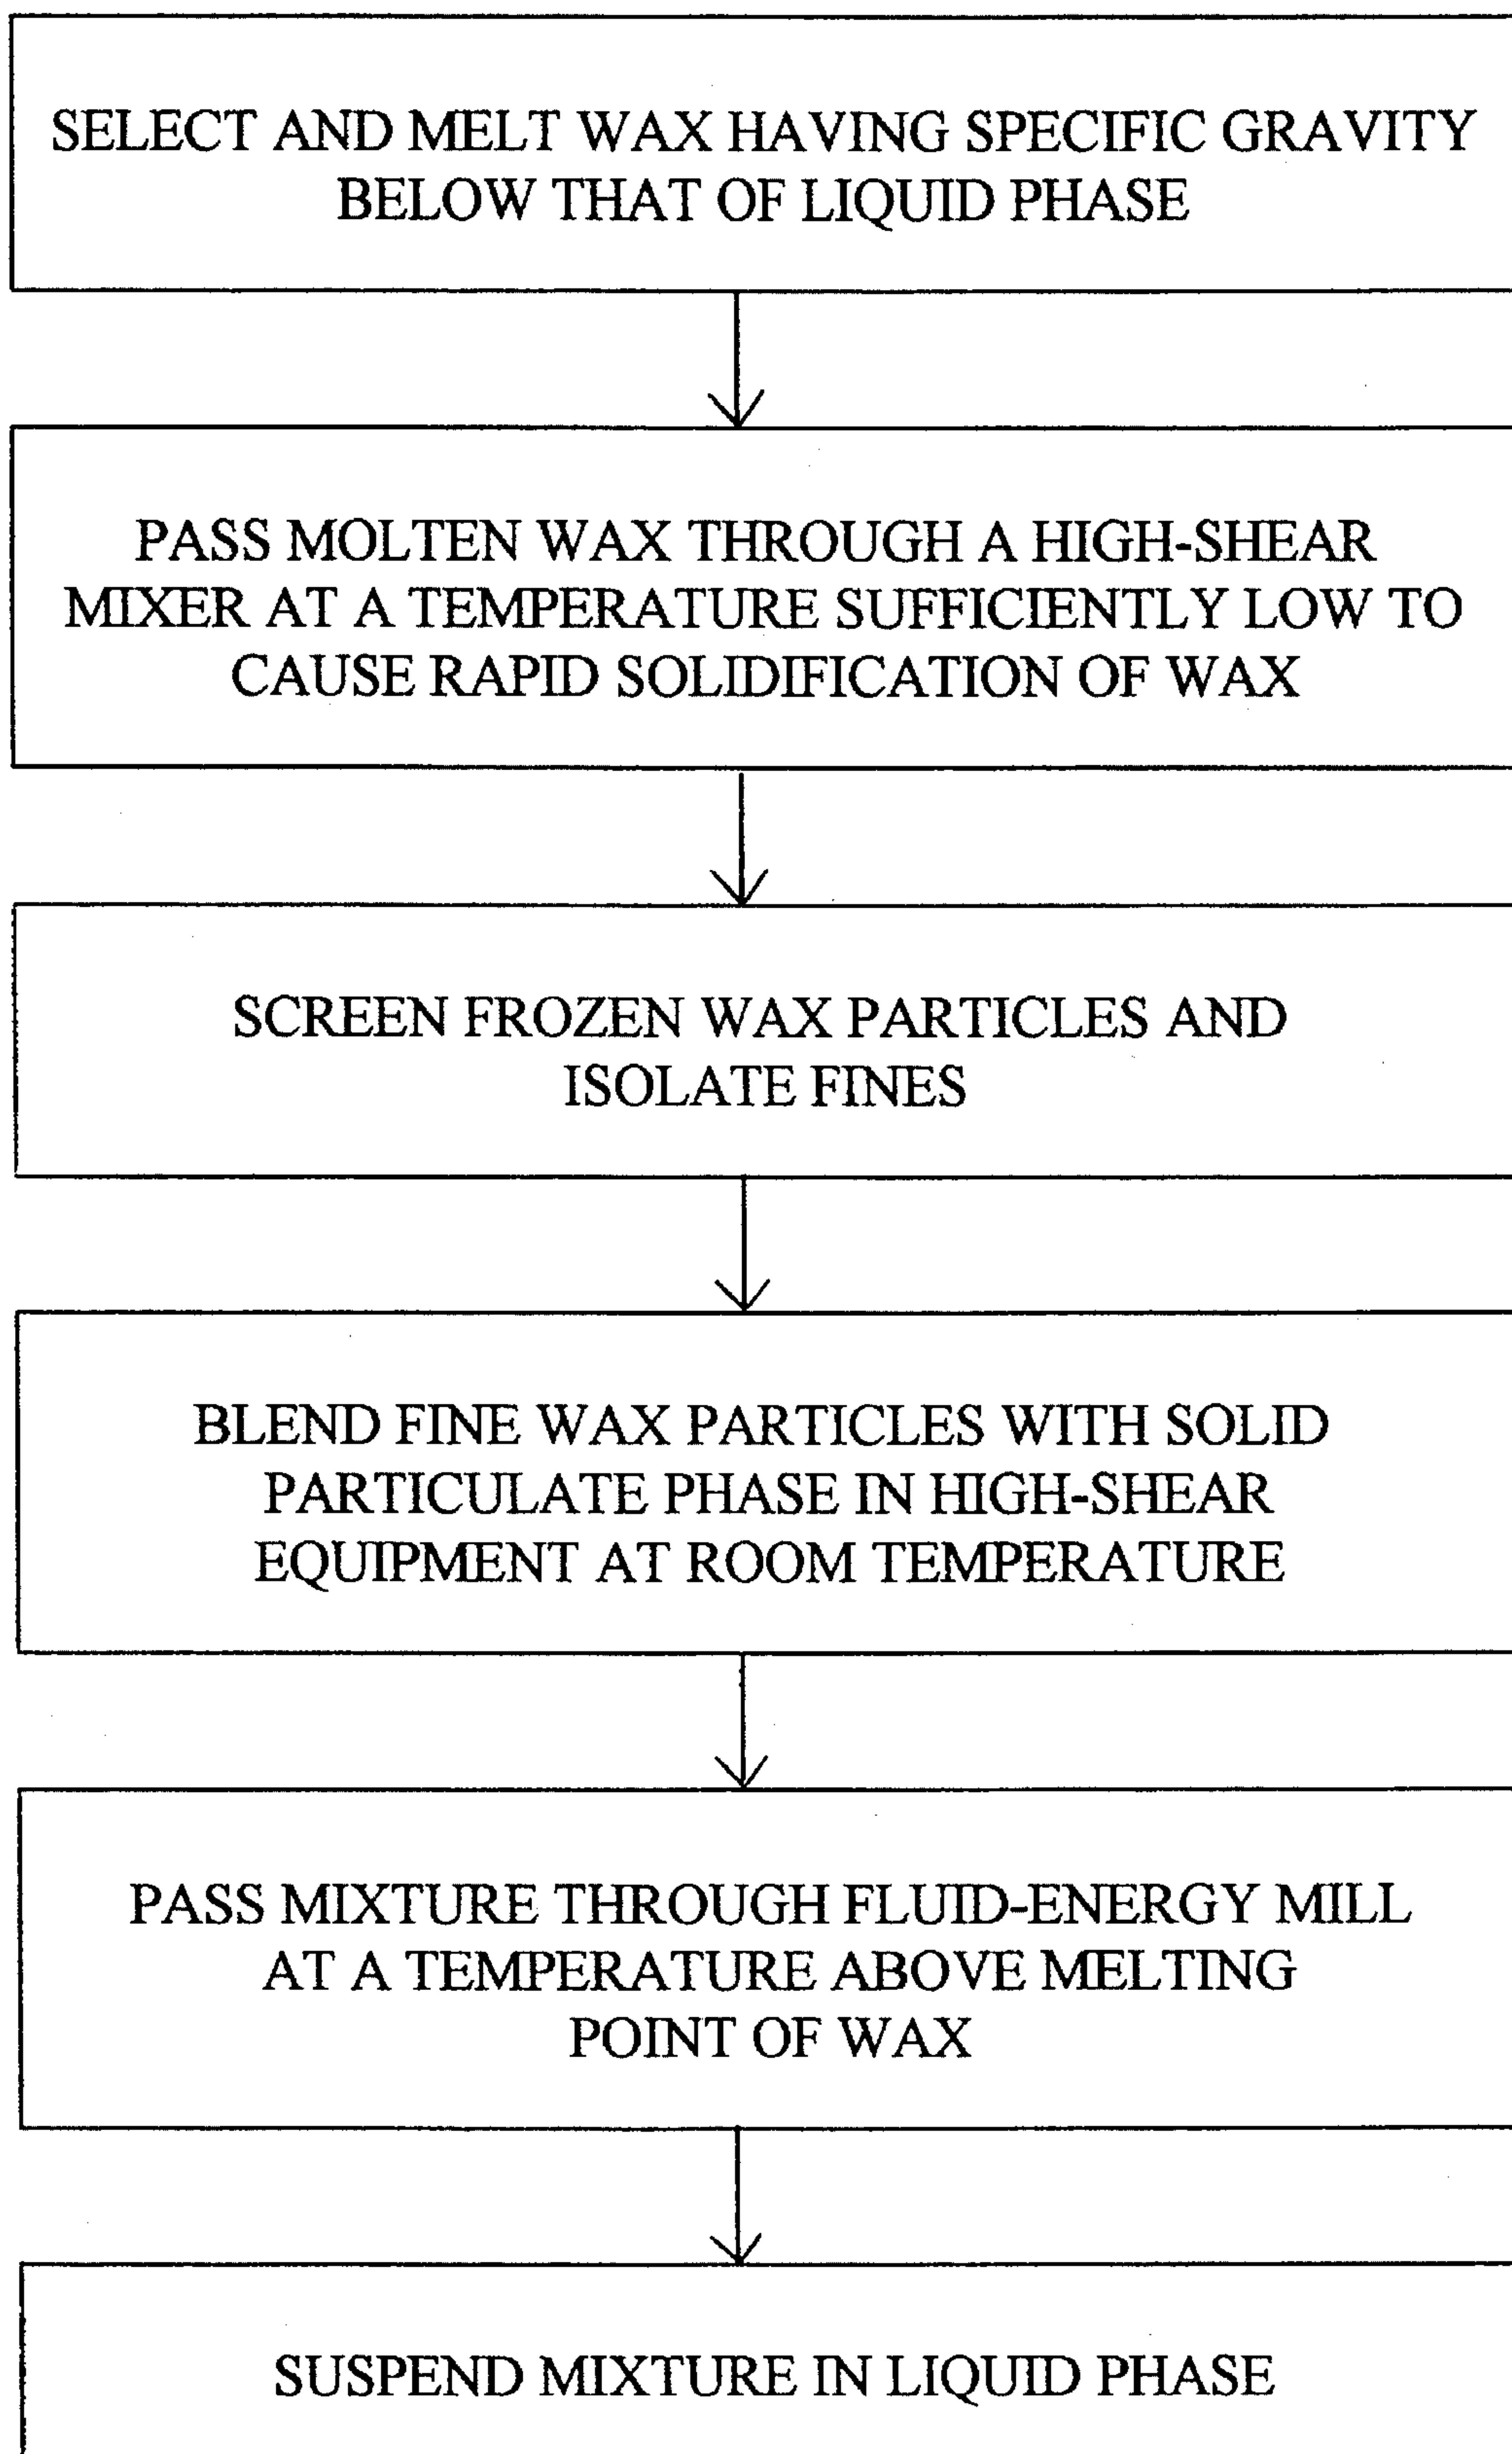 SELECT AND MELT WAX HAVING SPECIFIC GRAVITY
BELOW THAT OF LIQUID PHASE
PASS MOLTEN WAX THROUGH A HIGH-SHEAR
MIXER AT A TEMPERATURE SUFFICIENTLY LOW TO
CAUSE RAPID SOLIDIFICATION OF WAX
SCREEN FROZEN WAX PARTICLES AND
ISOLATE FINES
BLEND FINE WAX PARTICLES WITH SOLID
PARTICULATE PHASE IN HIGH-SHEAR
EQUIPMENT AT ROOM TEMPERATURE
PASS MIXTURE THROUGH FLUID-ENERGY MILL
AT A TEMPERATURE ABOVE MELTING
POINT OF WAX
SUSPEND MIXTURE IN LIQUID PHASE